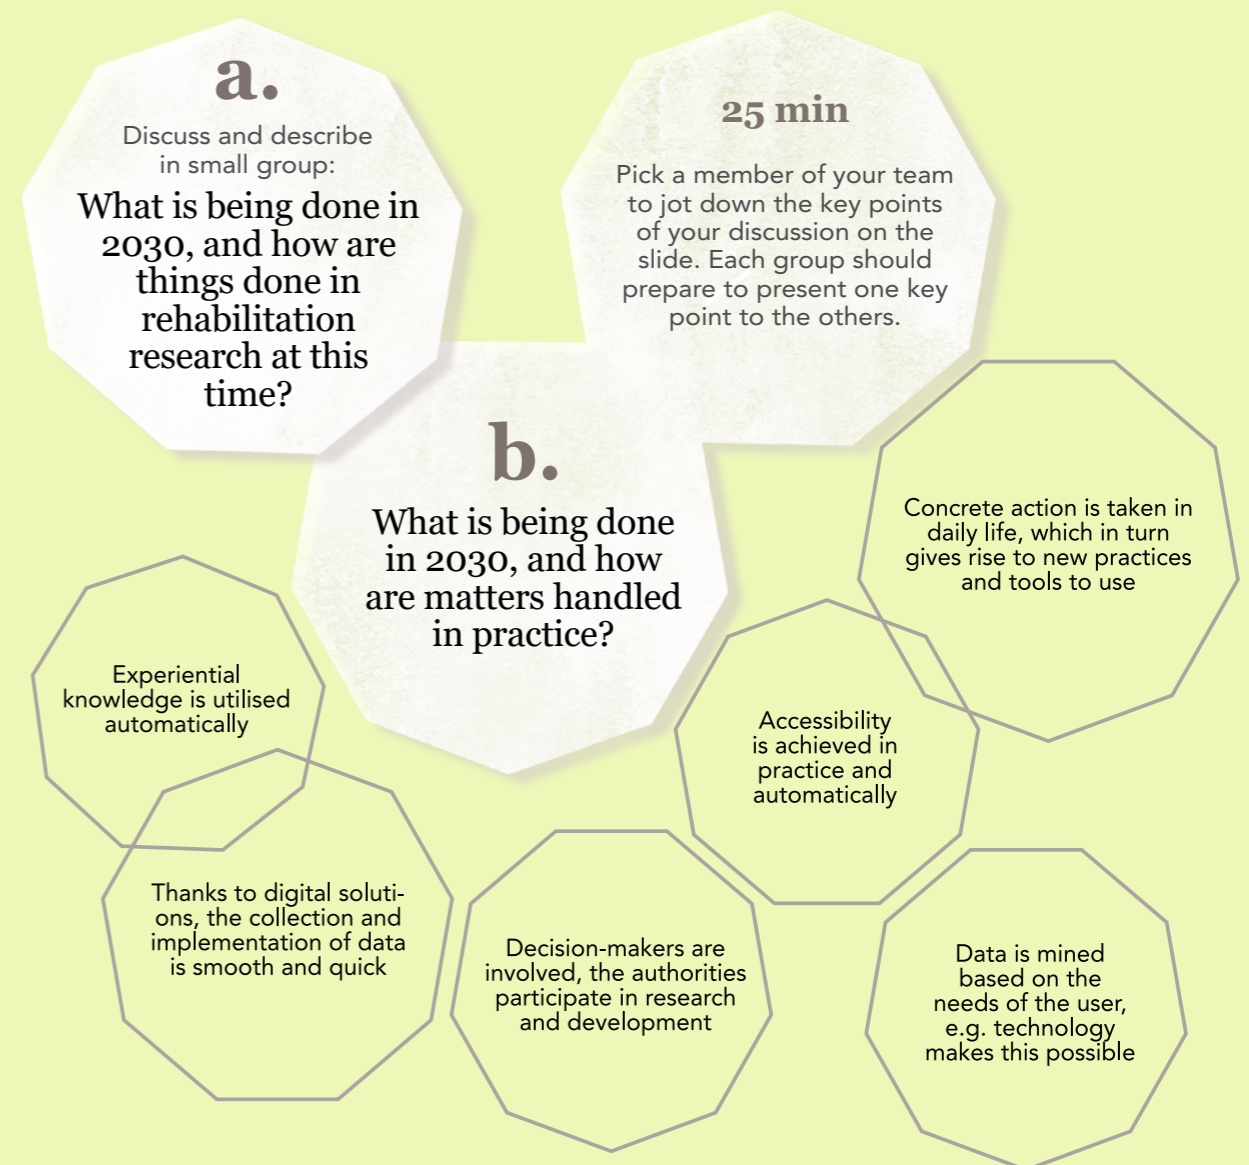 a.
Discuss and describe
in small group:
What is being done in
2030, and how are
things done in
rehabilitation
research at this
time?
25 min
Pick a member of your team
to jot down the key points
of your discussion on the
slide. Each group should
prepare to present one key
point to the others.
b.
What is being done
in 2030, and how
are matters handled
in practice?
Concrete action is taken in
daily life, which in turn
gives rise to new practices
and tools to use
Experiential
knowledge is utilised
automatically
Accessibility
is achieved in
practice and
automatically
Thanks to digital soluti-
ons, the collection and
implementation of data
is smooth and quick
Decision-makers are
involved, the authorities
participate in research
and development
Data is mined
based on the
needs of the user,
e.g. technology
makes this possible